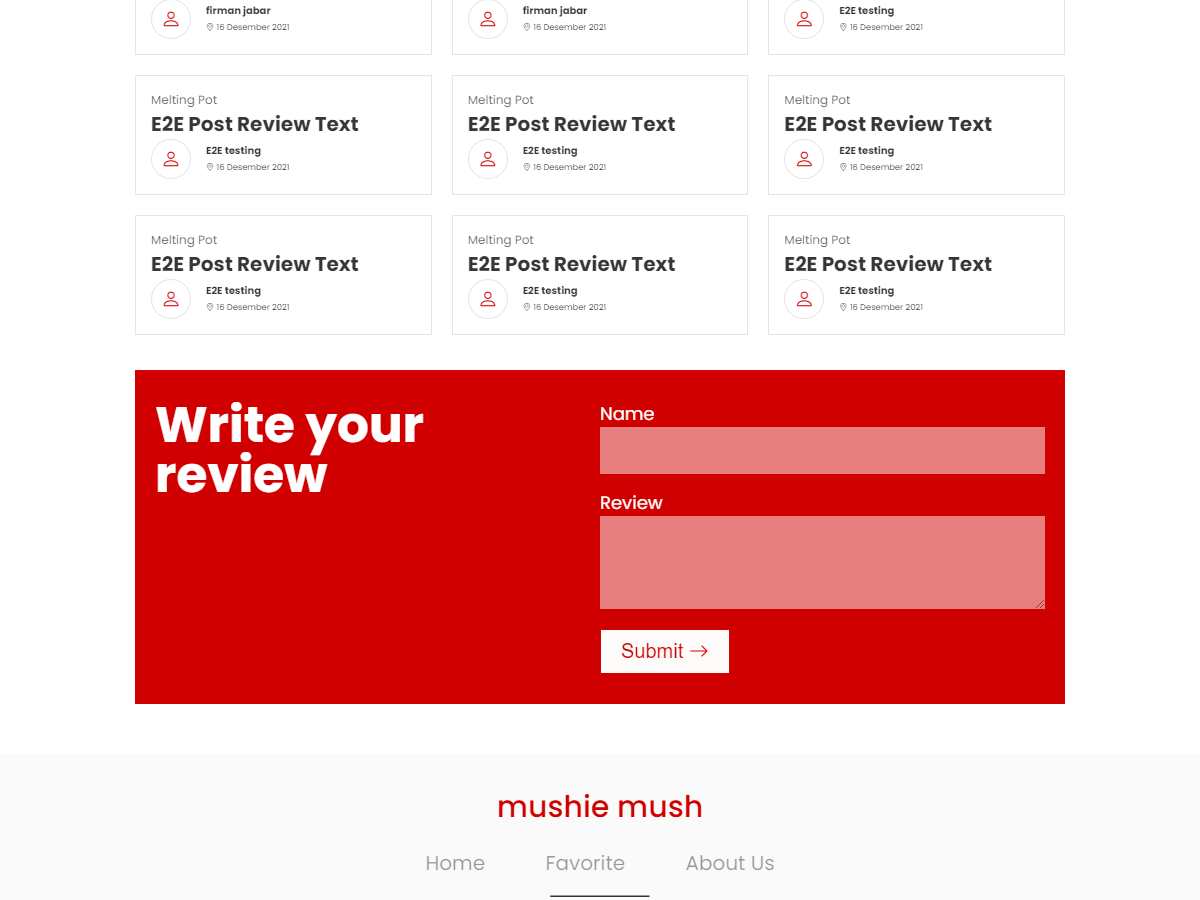 firman jabar
16 Desember 2021
firman jabar
16 Desember 2021
E2E testing
16 Desember 2021
Melting Pot
E2E Post Review Text
E2E testing
16 Desember 2021
Melting Pot
E2E Post Review Text
E2E testing
16 Desember 2021
Melting Pot
E2E Post Review Text
E2E testing
16 Desember 2021
Melting Pot
E2E Post Review Text
E2E testing
16 Desember 2021
Melting Pot
E2E Post Review Text
E2E testing
16 Desember 2021
Melting Pot
E2E Post Review Text
E2E testing
16 Desember 2021
Write your
review
Name
Review
Submit →
mushie mush
Home Favorite About Us